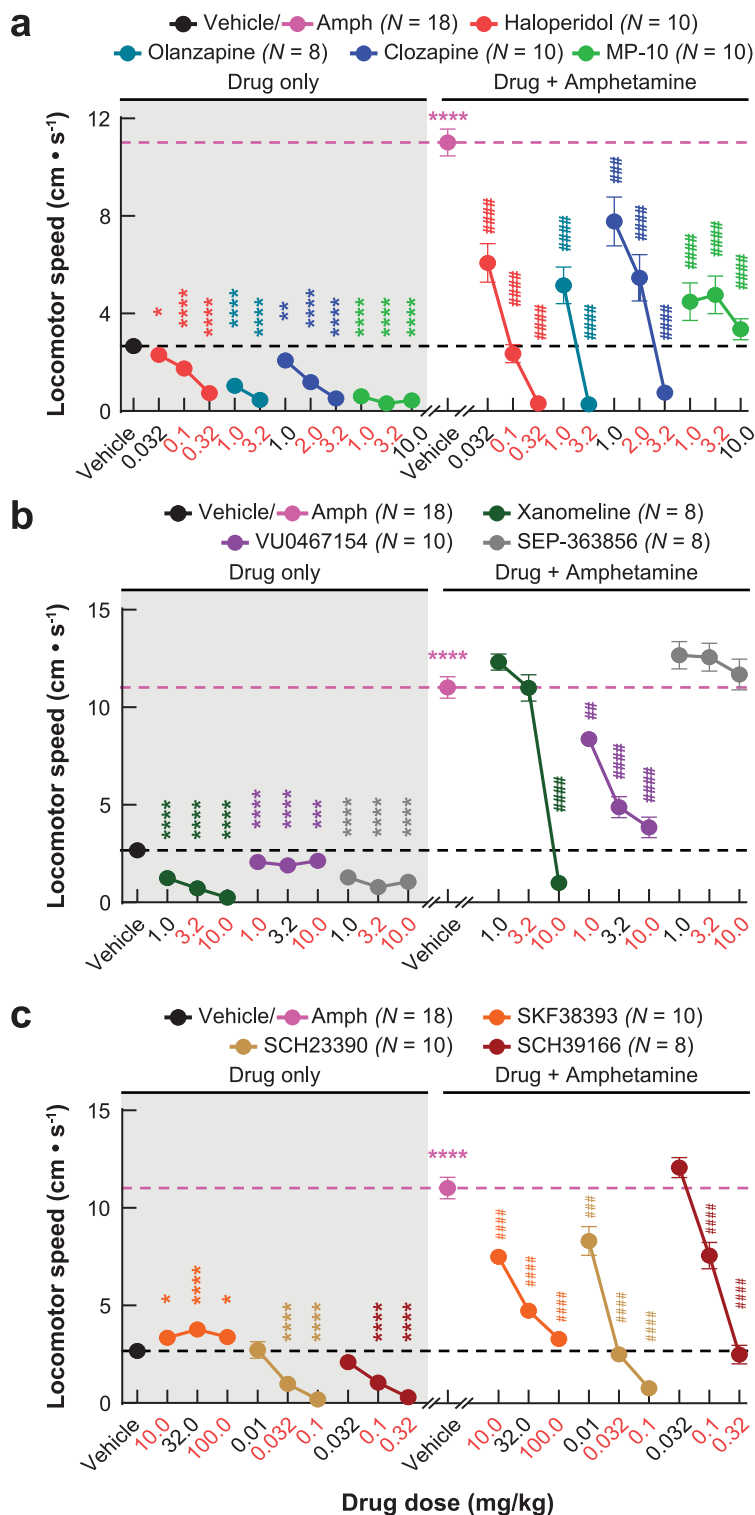 a
Vehicle/ Amph (N = 18) Haloperidol (N = 10)
Olanzapine (N = 8) Clozapine (N = 10) MP-10 (N = 10)
Drug only Drug + Amphetamine
Locomotor speed (cm • s⁻¹)
12
8
4
0
****
* **** **** **** **** ** **** **** **** **** ****
#### #### #### #### #### #### #### #### #### ####
Vehicle 0.032 0.1 0.32 1.0 3.2 1.0 2.0 3.2 1.0 3.2 10.0 Vehicle 0.032 0.1 0.32 1.0 3.2 1.0 2.0 3.2 1.0 3.2 10.0
b
Vehicle/ Amph (N = 18) Xanomeline (N = 8)
VU0467154 (N = 10) SEP-363856 (N = 8)
Drug only Drug + Amphetamine
Locomotor speed (cm • s⁻¹)
15
10
5
0
****
**** **** **** **** **** *** **** **** ****
#### ## #### ####
Vehicle 1.0 3.2 10.0 1.0 3.2 10.0 1.0 3.2 10.0 Vehicle 1.0 3.2 10.0 1.0 3.2 10.0 1.0 3.2 10.0
c
Vehicle/ Amph (N = 18) SKF38393 (N = 10)
SCH23390 (N = 10) SCH39166 (N = 8)
Drug only Drug + Amphetamine
Locomotor speed (cm • s⁻¹)
15
10
5
0
****
* **** * **** **** **** ****
#### #### #### ### #### #### #### ####
Vehicle 10.0 32.0 100.0 0.01 0.032 0.1 0.032 0.1 0.32 Vehicle 10.0 32.0 100.0 0.01 0.032 0.1 0.032 0.1 0.32
Drug dose (mg/kg)